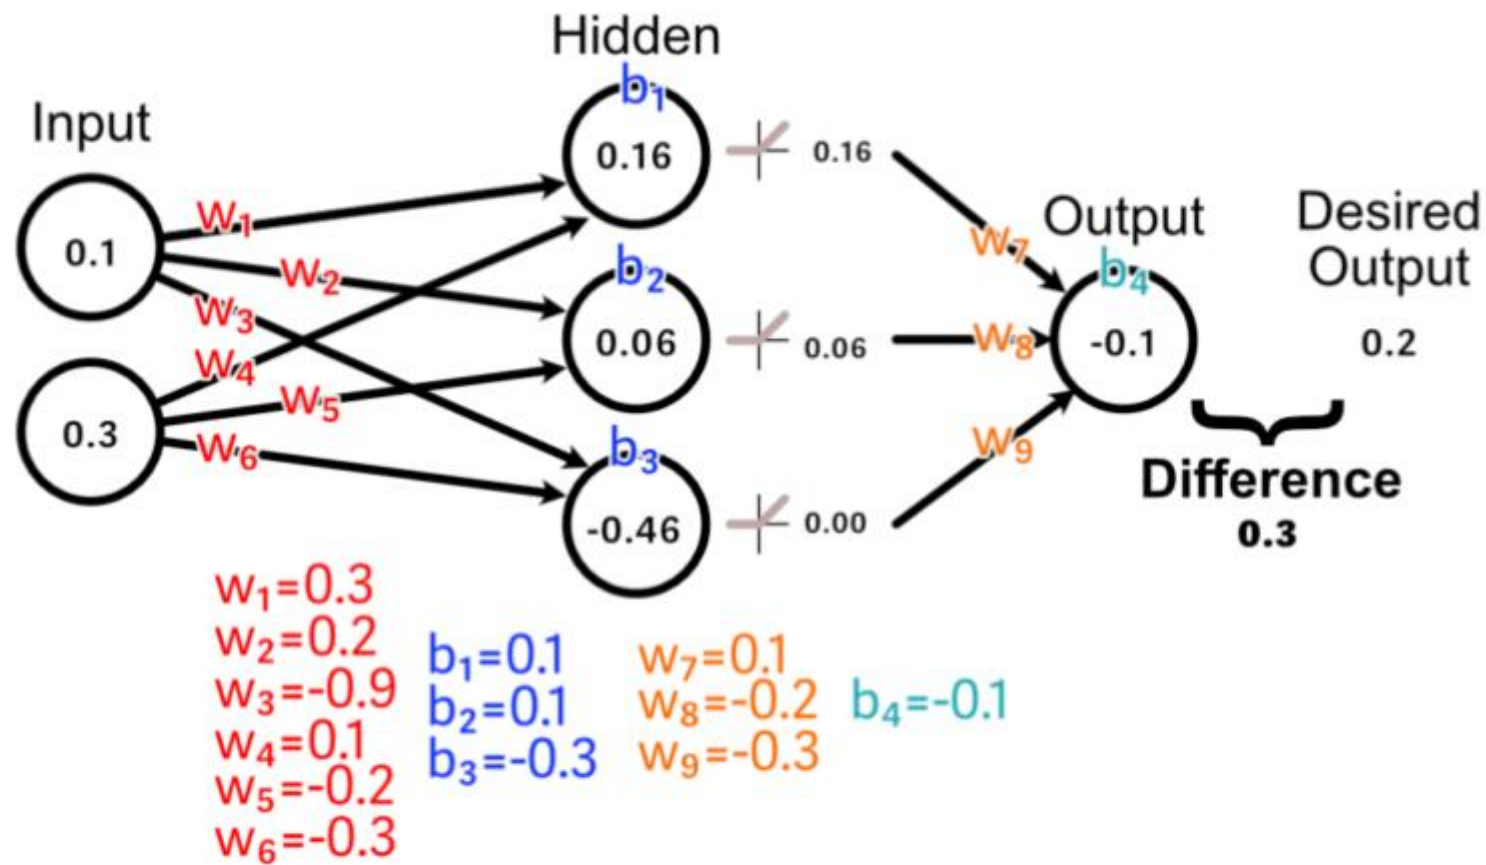 Hidden
Input
b₁
0.16
0.16
0.1
w₁
w₂
w₃
w₄
w₅
w₆
0.3
b₂
0.06
0.06
b₃
-0.46
0.00
w₇
w₈
w₉
Output
b₄
-0.1
Desired
Output
0.2
Difference
0.3
w₁=0.3
w₂=0.2
w₃=-0.9
w₄=0.1
w₅=-0.2
w₆=-0.3
b₁=0.1
b₂=0.1
b₃=-0.3
w₇=0.1
w₈=-0.2
w₉=-0.3
b₄=-0.1